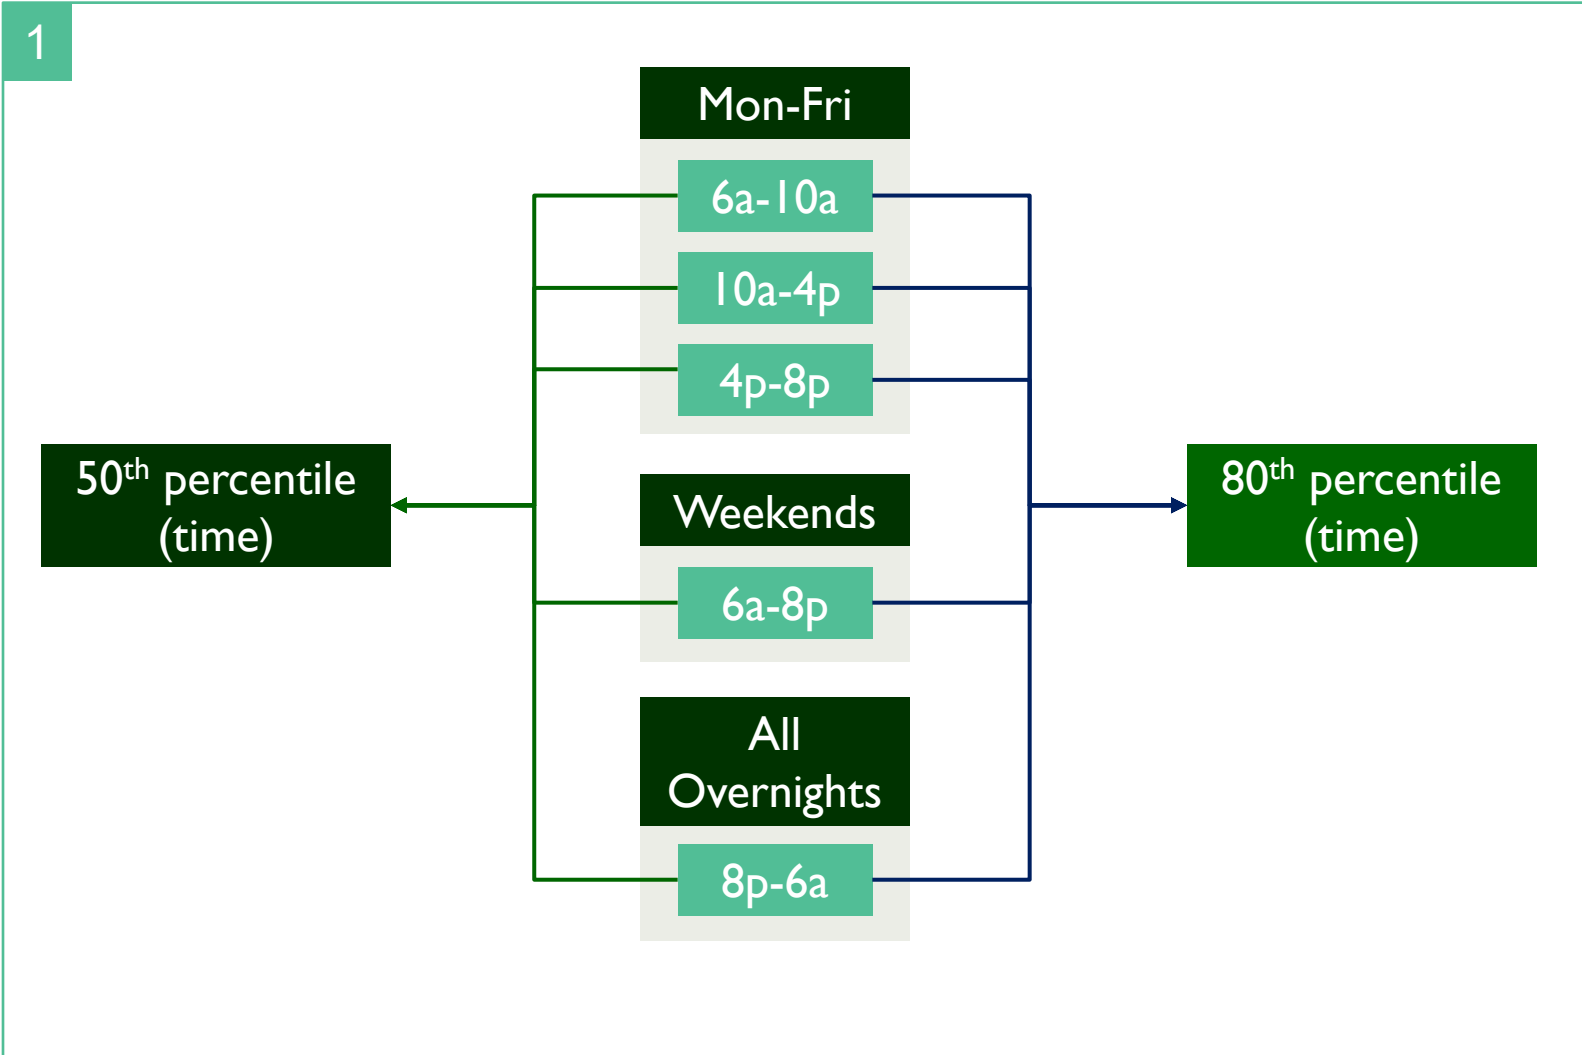 1
Mon-Fri
6a-10a
10a-4p
4p-8p
50th percentile
(time)
80th percentile
(time)
Weekends
6a-8p
All
Overnights
8p-6a